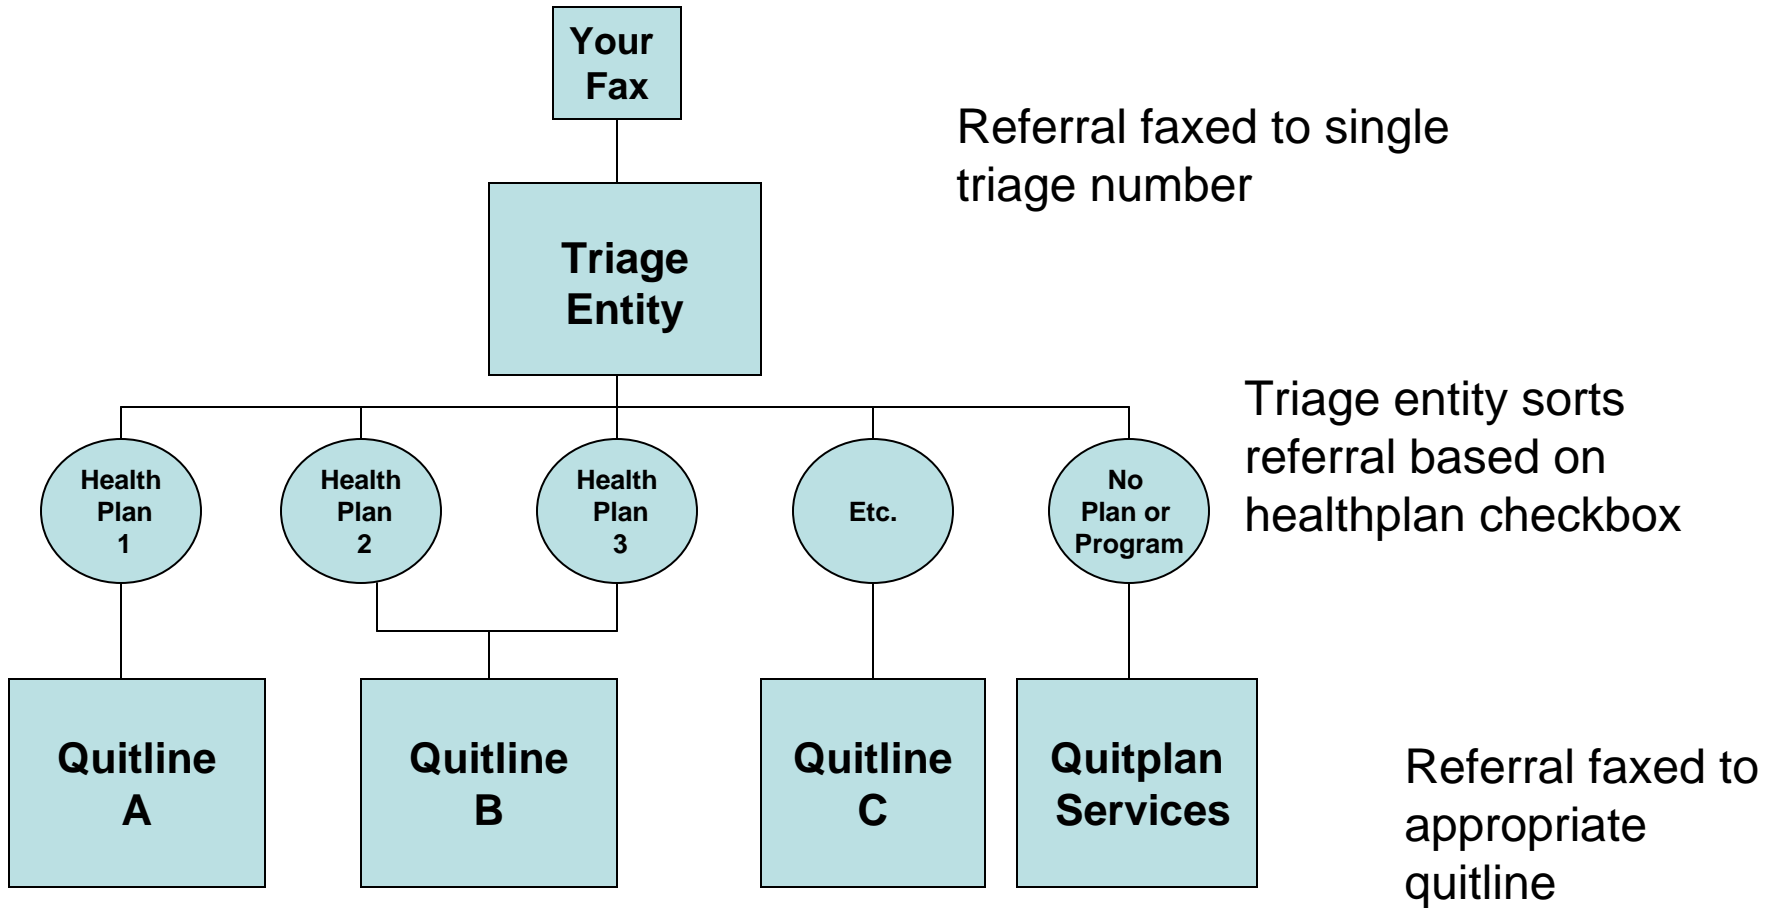 Your
Fax
Referral faxed to single
triage number
Triage
Entity
Triage entity sorts
referral based on
healthplan checkbox
Health
Plan
1
Health
Plan
2
Health
Plan
3
Etc.
No
Plan or
Program
Quitline
A
Quitline
B
Quitline
C
Quitplan
Services
Referral faxed to
appropriate
quitline